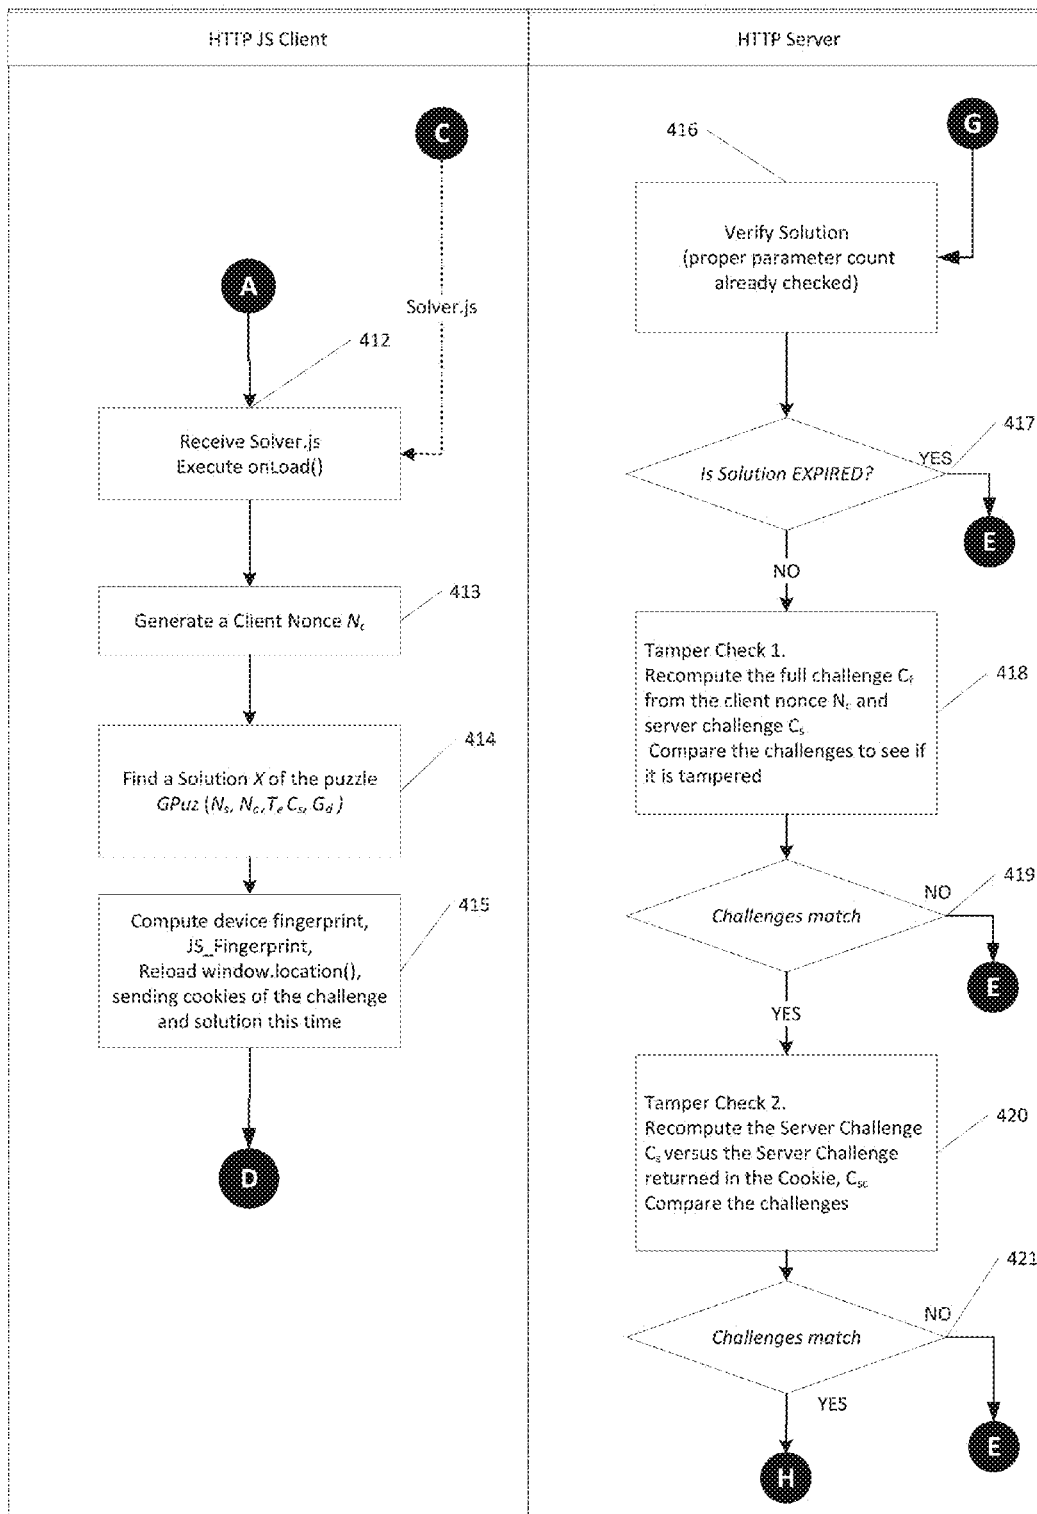 HTTP JS Client
HTTP Server
C
A
Solver.js
412
Receive Solver.js
Execute onLoad()
413
Generate a Client Nonce Nc
414
Find a Solution X of the puzzle
GPuz (Ns, Nc, Te Cs, Gd )
415
Compute device fingerprint,
JS_Fingerprint,
Reload window.location(),
sending cookies of the challenge
and solution this time
D
G
416
Verify Solution
(proper parameter count
already checked)
417
YES
Is Solution EXPIRED?
E
NO
Tamper Check 1.
Recompute the full challenge Cf
from the client nonce Nc and
server challenge Cs
Compare the challenges to see if
it is tampered
418
419
NO
Challenges match
E
YES
Tamper Check 2.
Recompute the Server Challenge
Cs versus the Server Challenge
returned in the Cookie, Csc
Compare the challenges
420
421
NO
Challenges match
YES
E
H